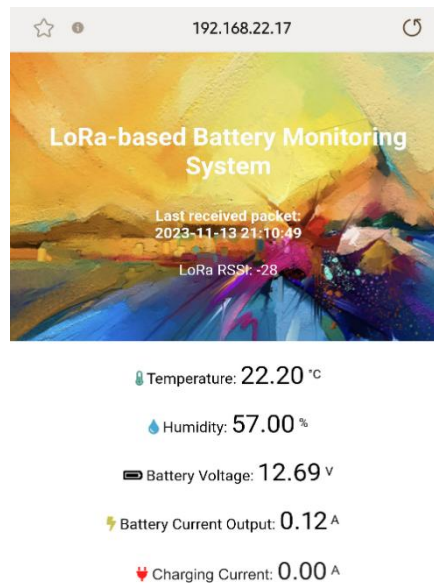 192.168.22.17
LoRa-based Battery Monitoring
System
Last received packet:
2023-11-13 21:10:49
LoRa RSSI: -28
Temperature: 22.20 °C
Humidity: 57.00 %
Battery Voltage: 12.69 V
Battery Current Output: 0.12 A
Charging Current: 0.00 A